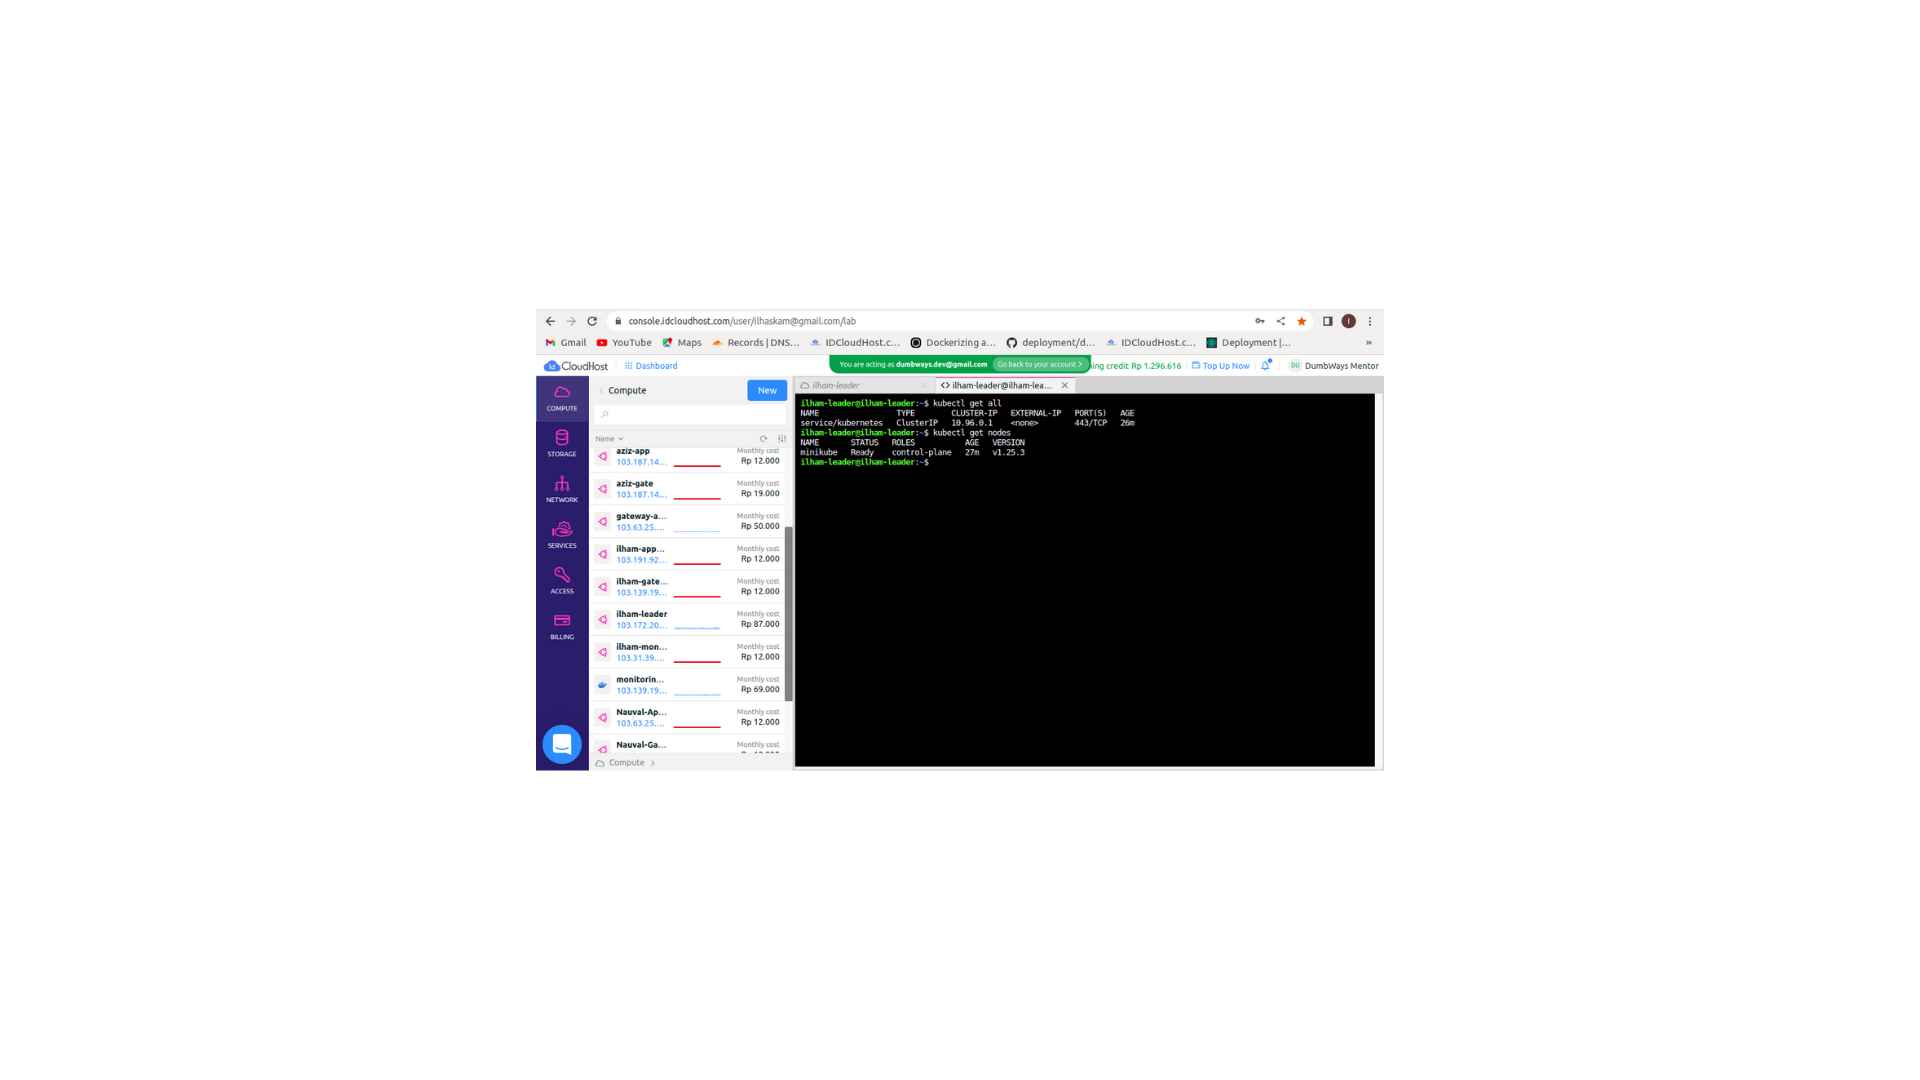 console.idcloudhost.com/user/ilhaskam@gmail.com/lab
Gmail YouTube Maps Records | DNS... IDCloudHost.c... Dockerizing a... deployment/d... IDCloudHost.c... Deployment |... »
id CloudHost Dashboard You are acting as dumbways.dev@gmail.com Go back to your account > ing credit Rp 1.296.616 Top Up Now DU DumbWays Mentor
COMPUTE
STORAGE
NETWORK
SERVICES
ACCESS
BILLING
Compute New
Name
aziz-app Monthly cost
103.187.14... Rp 12.000
aziz-gate Monthly cost
103.187.14... Rp 19.000
gateway-a... Monthly cost
103.63.25.... Rp 50.000
ilham-app... Monthly cost
103.191.92... Rp 12.000
ilham-gate... Monthly cost
103.139.19... Rp 12.000
ilham-leader Monthly cost
103.172.20... Rp 87.000
ilham-mon... Monthly cost
103.31.39.... Rp 12.000
monitorin... Monthly cost
103.139.19... Rp 69.000
Nauval-Ap... Monthly cost
103.63.25.... Rp 12.000
Nauval-Ga... Monthly cost
Compute >
ilham-leader ilham-leader@ilham-lea...
ilham-leader@ilham-leader:~$ kubectl get all
NAME TYPE CLUSTER-IP EXTERNAL-IP PORT(S) AGE
service/kubernetes ClusterIP 10.96.0.1 <none> 443/TCP 26m
ilham-leader@ilham-leader:~$ kubectl get nodes
NAME STATUS ROLES AGE VERSION
minikube Ready control-plane 27m v1.25.3
ilham-leader@ilham-leader:~$